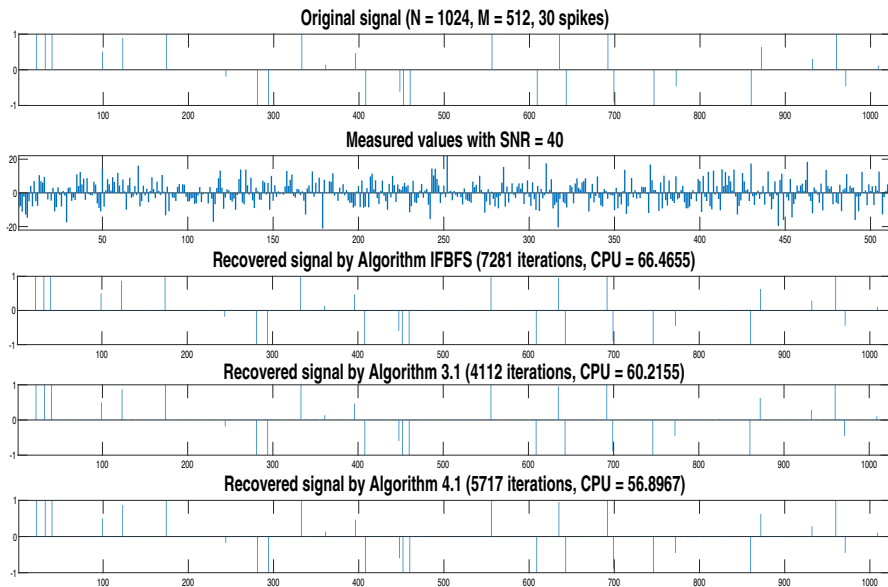 Original signal (N = 1024, M = 512, 30 spikes)
1
0
-1
100 200 300 400 500 600 700 800 900 1000
Measured values with SNR = 40
20
0
-20
50 100 150 200 250 300 350 400 450 500
Recovered signal by Algorithm IFBFS (7281 iterations, CPU = 66.4655)
1
0
-1
100 200 300 400 500 600 700 800 900 1000
Recovered signal by Algorithm 3.1 (4112 iterations, CPU = 60.2155)
1
0
-1
100 200 300 400 500 600 700 800 900 1000
Recovered signal by Algorithm 4.1 (5717 iterations, CPU = 56.8967)
1
0
-1
100 200 300 400 500 600 700 800 900 1000